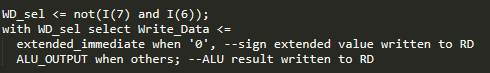 WD_sel <= not(I(7) and I(6));
with WD_sel select Write_Data <=
extended_immediate when '0', --sign extended value written to RD
ALU_OUTPUT when others; --ALU result written to RD